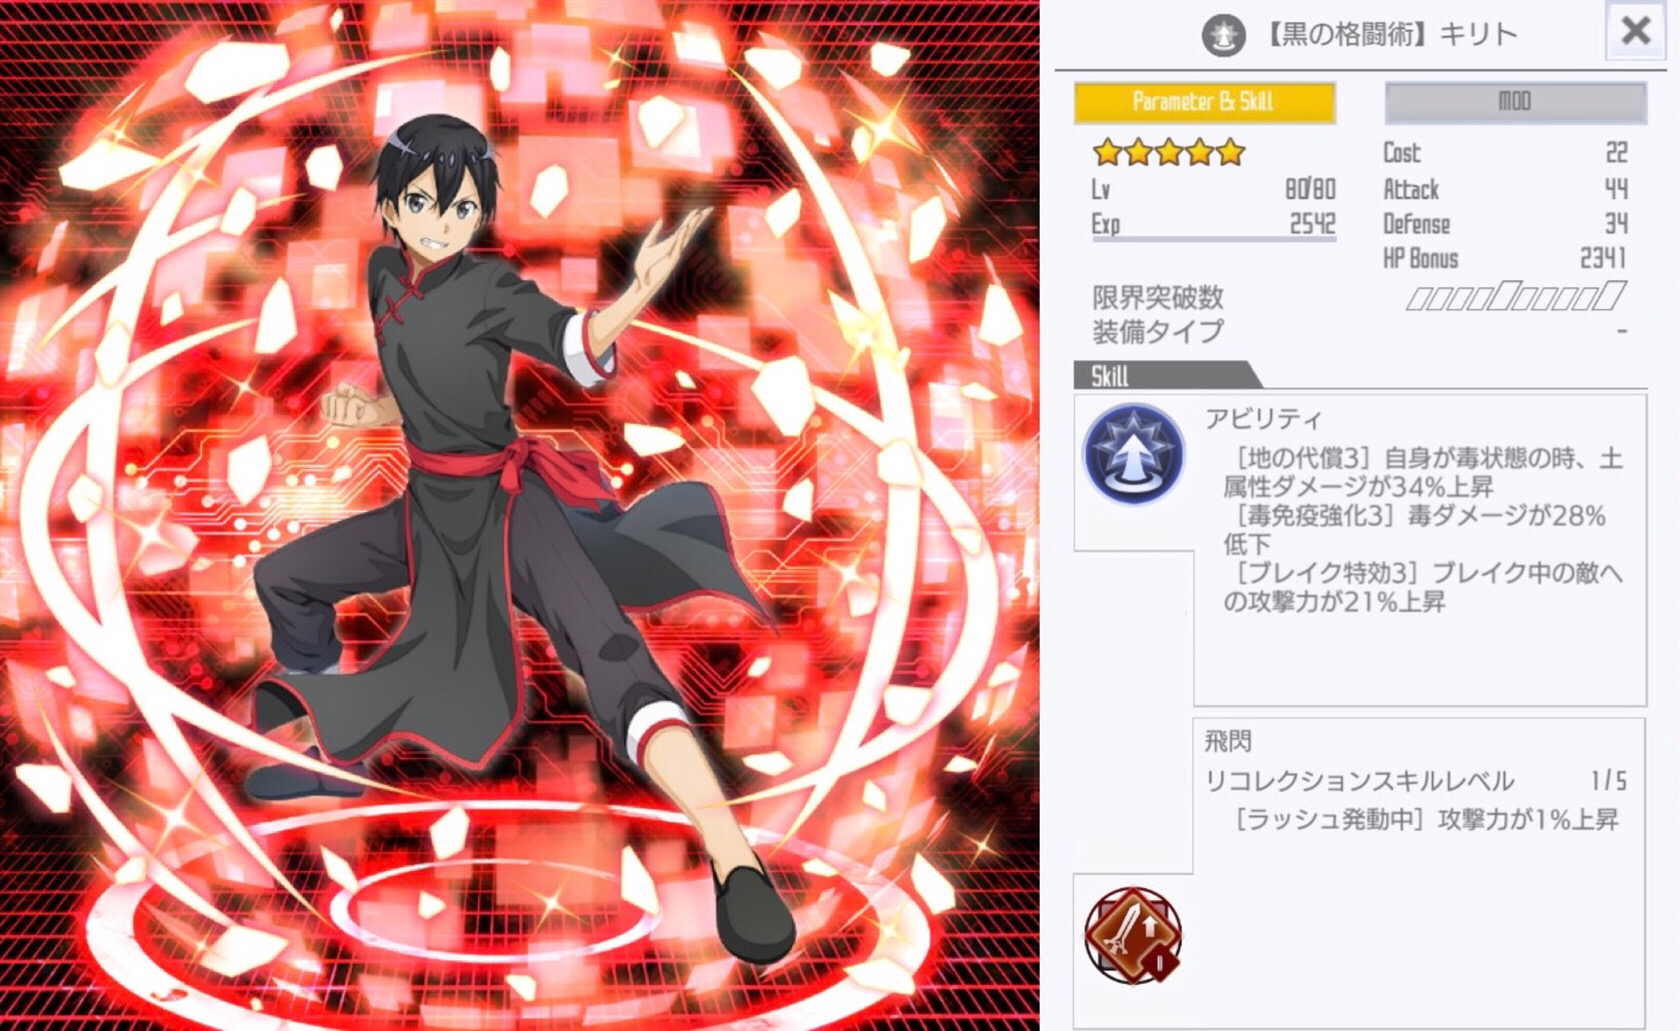 【黒の格闘術】キリト
Parameter & Skill
MOD
Lv 80/80
Exp 2542
Cost 22
Attack 44
Defense 34
HP Bonus 2341
限界突破数
装備タイプ -
Skill
アビリティ
［地の代償3］自身が毒状態の時、土
属性ダメージが34%上昇
［毒免疫強化3］毒ダメージが28%
低下
［ブレイク特効3］ブレイク中の敵へ
の攻撃力が21%上昇
飛閃
リコレクションスキルレベル 1/5
［ラッシュ発動中］攻撃力が1%上昇
I